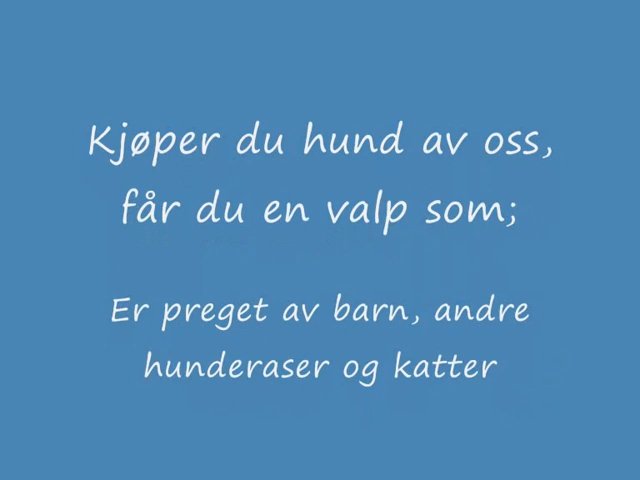 Kjøper du hund av oss,
får du en valp som;
Er preget av barn, andre
hunderaser og katter